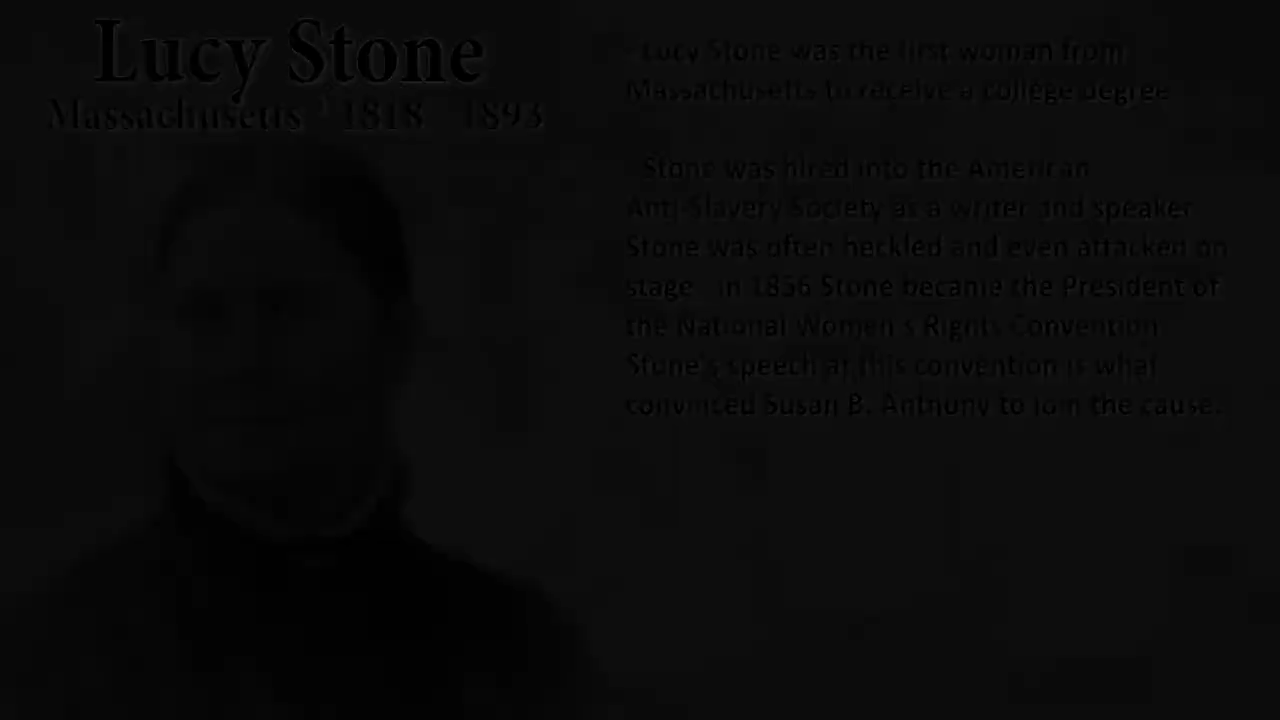 Lucy Stone
Massachusetts - 1818 - 1893
- Lucy Stone was the first woman from
Massachusetts to receive a college degree.
- Stone was hired into the American
Anti-Slavery Society as a writer and speaker.
Stone was often heckled and even attacked on
stage. In 1856 Stone became the President of
the National Women's Rights Convention.
Stone's speech at this convention is what
convinced Susan B. Anthony to join the cause.